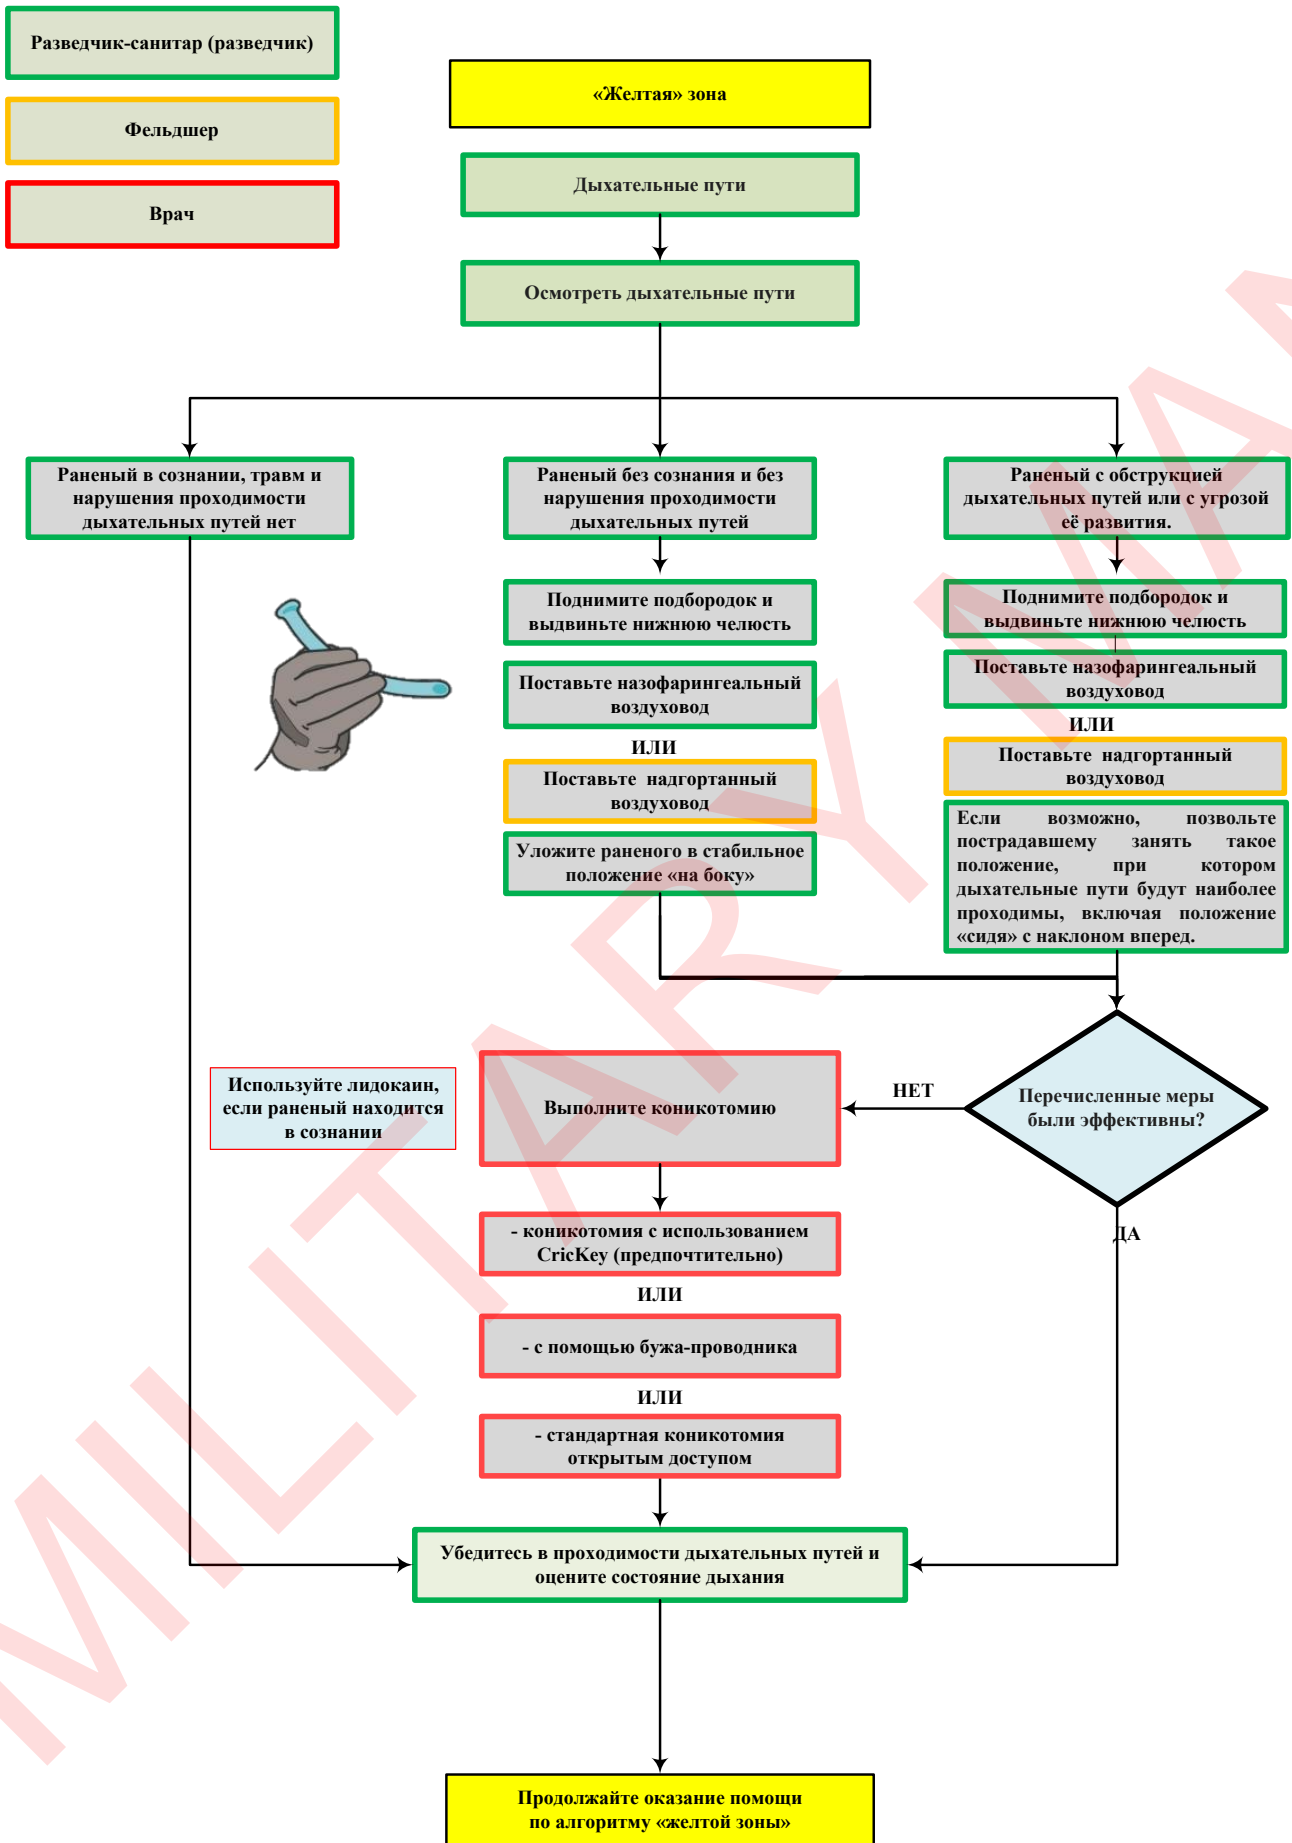 Разведчик-санитар (разведчик)
Фельдшер
Врач
«Желтая» зона
Дыхательные пути
Осмотреть дыхательные пути
Раненый в сознании, травм и
нарушения проходимости
дыхательных путей нет
Раненый без сознания и без
нарушения проходимости
дыхательных путей
Поднимите подбородок и
выдвиньте нижнюю челюсть
Поставьте назофарингеальный
воздуховод
ИЛИ
Поставьте надгортанный
воздуховод
Уложите раненого в стабильное
положение «на боку»
Раненый с обструкцией
дыхательных путей или с угрозой
её развития.
Поднимите подбородок и
выдвиньте нижнюю челюсть
Поставьте назофарингеальный
воздуховод
ИЛИ
Поставьте надгортанный
воздуховод
Если возможно, позвольте
пострадавшему занять такое
положение, при котором
дыхательные пути будут наиболее
проходимы, включая положение
«сидя» с наклоном вперед.
Перечисленные меры
были эффективны?
НЕТ
ДА
Используйте лидокаин,
если раненый находится
в сознании
Выполните коникотомию
- коникотомия с использованием
CricKey (предпочтительно)
ИЛИ
- с помощью бужа-проводника
ИЛИ
- стандартная коникотомия
открытым доступом
Убедитесь в проходимости дыхательных путей и
оцените состояние дыхания
Продолжайте оказание помощи
по алгоритму «желтой зоны»
MILITARY MA